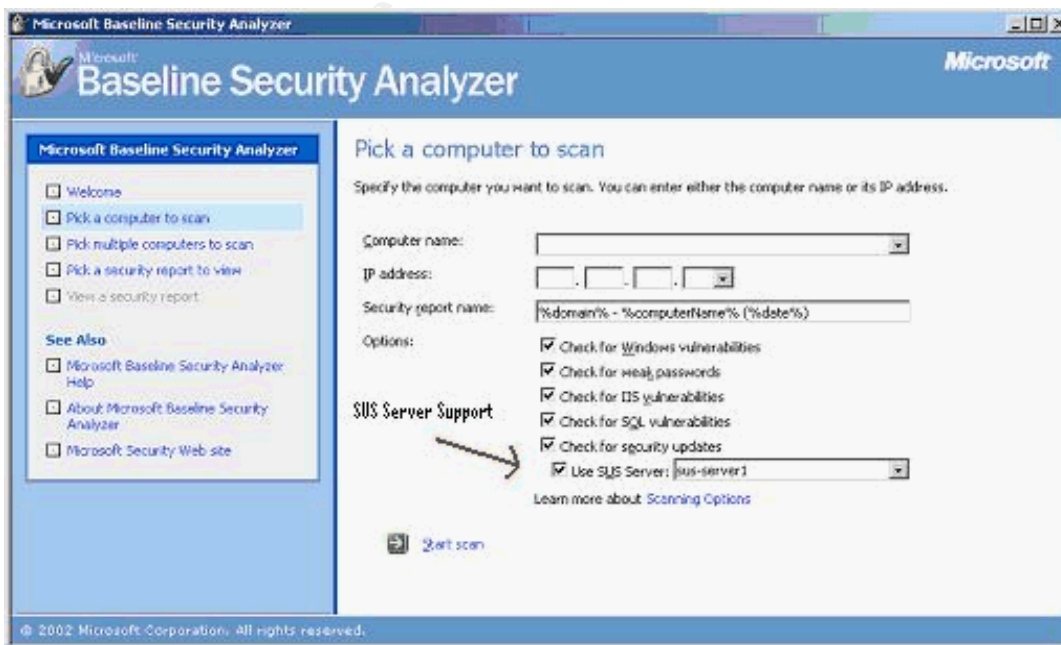 Microsoft Baseline Security Analyzer
Microsoft
Baseline Security Analyzer
Microsoft
Microsoft Baseline Security Analyzer
Welcome
Pick a computer to scan
Pick multiple computers to scan
Pick a security report to view
View a security report
See Also
Microsoft Baseline Security Analyzer
Help
About Microsoft Baseline Security
Analyzer
Microsoft Security Web site
Pick a computer to scan
Specify the computer you want to scan. You can enter either the computer name or its IP address.
Computer name:
IP address:
Security report name: %domain% - %computerName% (%date%)
Options:
Check for Windows vulnerabilities
Check for weak passwords
Check for IIS vulnerabilities
Check for SQL vulnerabilities
Check for security updates
SUS Server Support
Use SUS Server: sus-server1
Learn more about Scanning Options
Start scan
© 2002 Microsoft Corporation. All rights reserved.